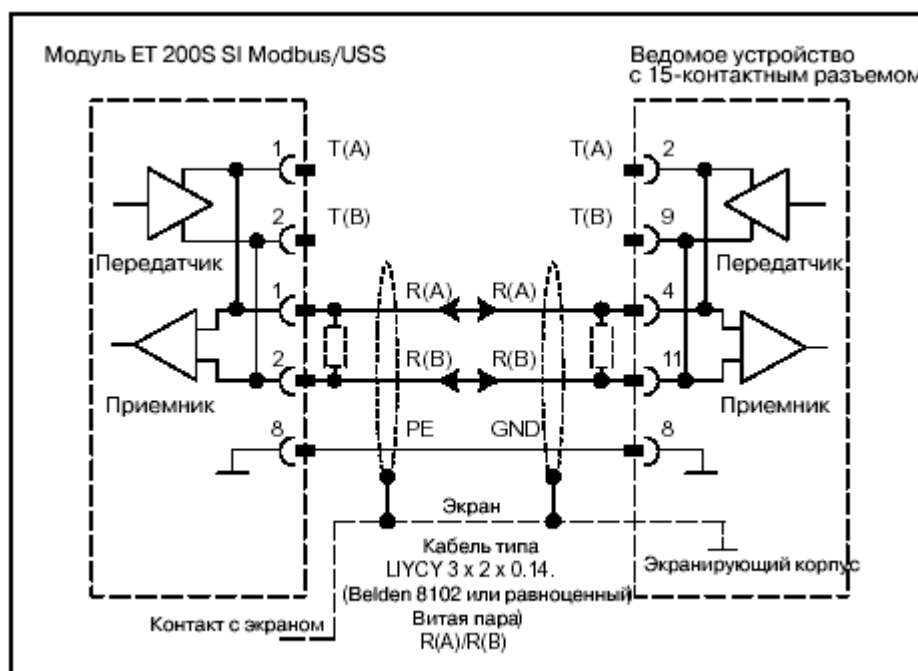 Модуль ET 200S SI Modbus/USS
Ведомое устройство
с 15-контактным разъемом
1 T(A) T(A) 2
2 T(B) T(B) 9
Передатчик Передатчик
1 R(A) R(A) 4
2 R(B) R(B) 11
Приемник Приемник
8 PE GND 8
Экран
Кабель типа
LIYCY 3 x 2 x 0.14.
(Belden 8102 или равноценный)
Витая пара)
R(A)/R(B)
Экранирующий корпус
Контакт с экраном